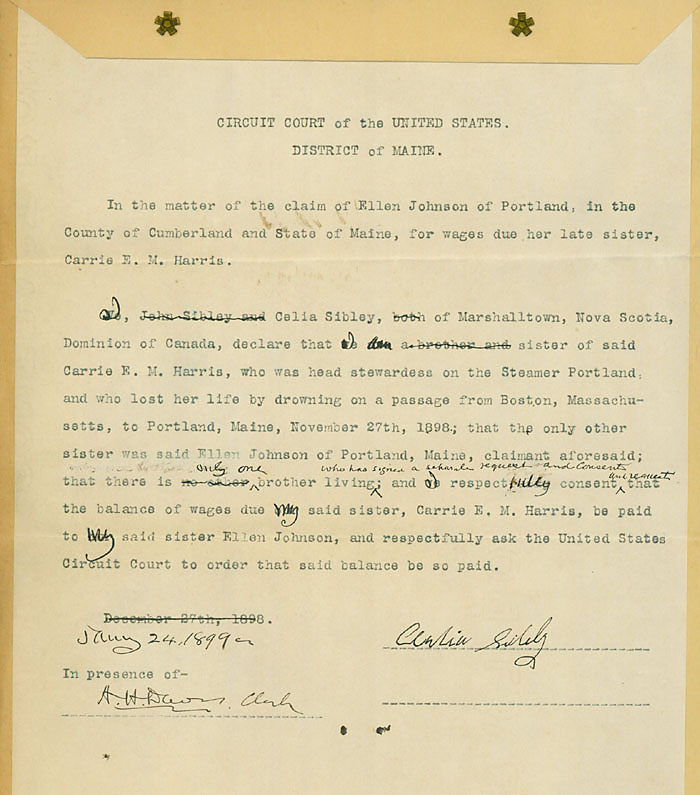 CIRCUIT COURT of the UNITED STATES.
DISTRICT of MAINE.
In the matter of the claim of Ellen Johnson of Portland, in the
County of Cumberland and State of Maine, for wages due her late sister,
Carrie E. M. Harris.
I, John Sibley and Celia Sibley, both of Marshalltown, Nova Scotia,
Dominion of Canada, declare that I am a brother and sister of said
Carrie E. M. Harris, who was head stewardess on the Steamer Portland,
and who lost her life by drowning on a passage from Boston, Massachu-
setts, to Portland, Maine, November 27th, 1898; that the only other
sister was said Ellen Johnson of Portland, Maine, claimant aforesaid;
only one who has signed a separate request and consent and request
that there is no other brother living; and I respectfully consent that
the balance of wages due my said sister, Carrie E. M. Harris, be paid
to my said sister Ellen Johnson, and respectfully ask the United States
Circuit Court to order that said balance be so paid.
December 27th, 1898.
Jany 24, 1899
Celia Sibly
In presence of-
A. H. Davis, Clerk